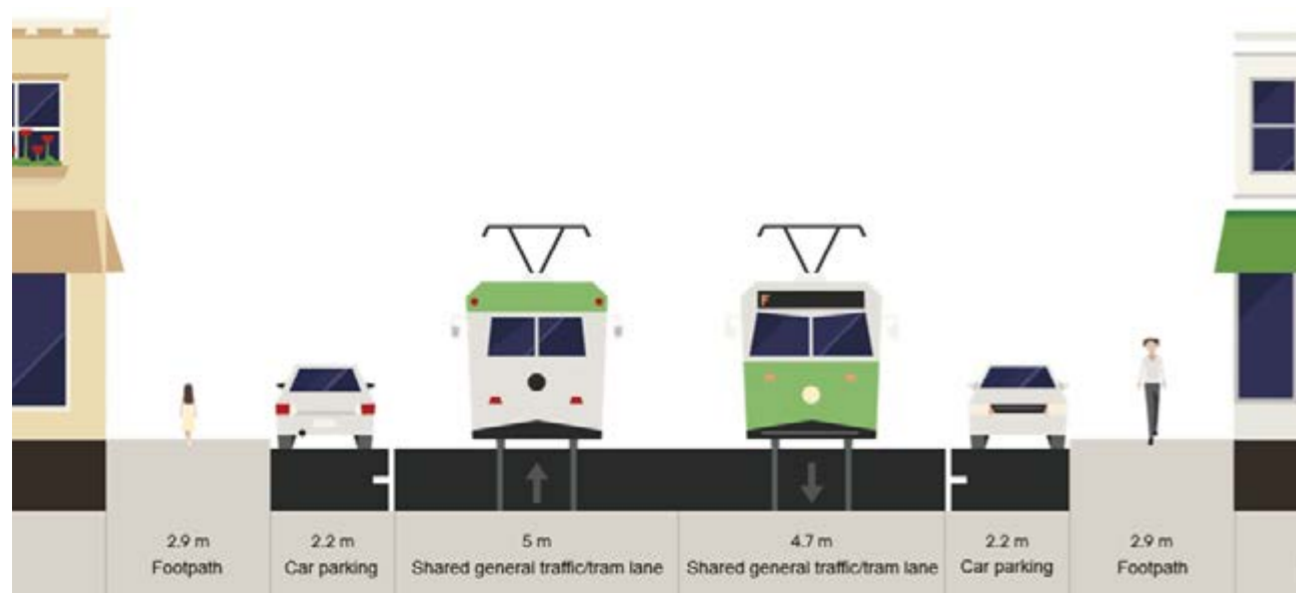 F
2.9 m
Footpath
2.2 m
Car parking
5 m
Shared general traffic/tram lane
4.7 m
Shared general traffic/tram lane
2.2 m
Car parking
2.9 m
Footpath